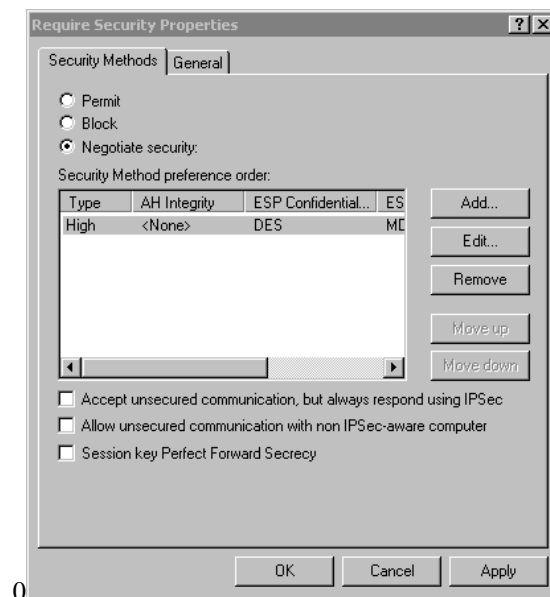 Require Security Properties
Security Methods General
Permit
Block
Negotiate security:
Security Method preference order:
Type AH Integrity ESP Confidential... ES
High <None> DES MD
Add...
Edit...
Remove
Move up
Move down
Accept unsecured communication, but always respond using IPSec
Allow unsecured communication with non IPSec-aware computer
Session key Perfect Forward Secrecy
OK Cancel Apply
0